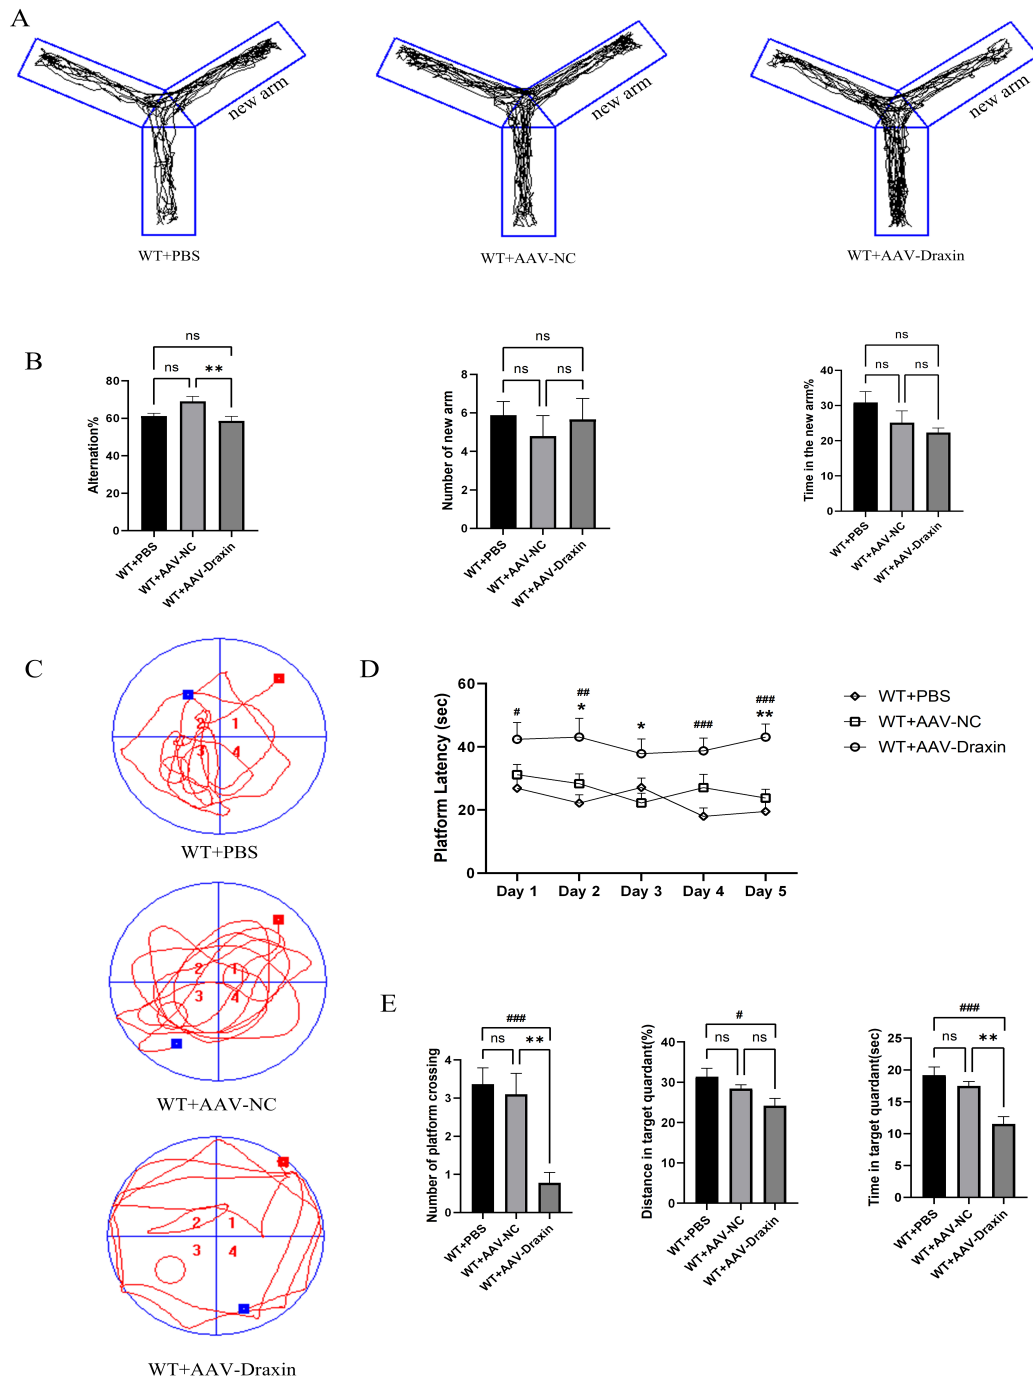 A
new arm
new arm
new arm
WT+PBS
WT+AAV-NC
WT+AAV-Draxin
B
ns
ns
**
Alternation%
80
60
40
20
0
WT+PBS
WT+AAV-NC
WT+AAV-Draxin
ns
ns
ns
Number of new arm
8
6
4
2
0
WT+PBS
WT+AAV-NC
WT+AAV-Draxin
ns
ns
ns
Time in the new arm%
40
30
20
10
0
WT+PBS
WT+AAV-NC
WT+AAV-Draxin
C
2 1
3 4
WT+PBS
2 1
3 4
WT+AAV-NC
2 1
3 4
WT+AAV-Draxin
D
Platform Latency (sec)
60
40
20
0
#
##
*
*
###
###
**
Day 1 Day 2 Day 3 Day 4 Day 5
WT+PBS
WT+AAV-NC
WT+AAV-Draxin
E
###
ns
**
Number of platform crossing
4
3
2
1
0
WT+PBS
WT+AAV-NC
WT+AAV-Draxin
#
ns
ns
Distance in target quardant(%)
40
30
20
10
0
WT+PBS
WT+AAV-NC
WT+AAV-Draxin
###
ns
**
Time in target quardant(sec)
25
20
15
10
5
0
WT+PBS
WT+AAV-NC
WT+AAV-Draxin